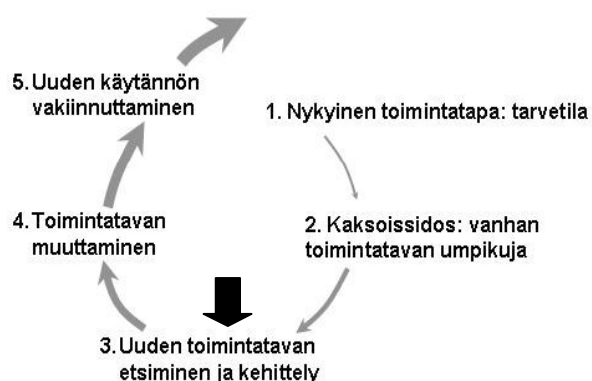 1. Nykyinen toimintatapa: tarvetila
2. Kaksoissidos: vanhan
toimintatavan umpikuja
3. Uuden toimintatavan
etsiminen ja kehittely
4. Toimintatavan
muuttaminen
5. Uuden käytännön
vakiinnuttaminen